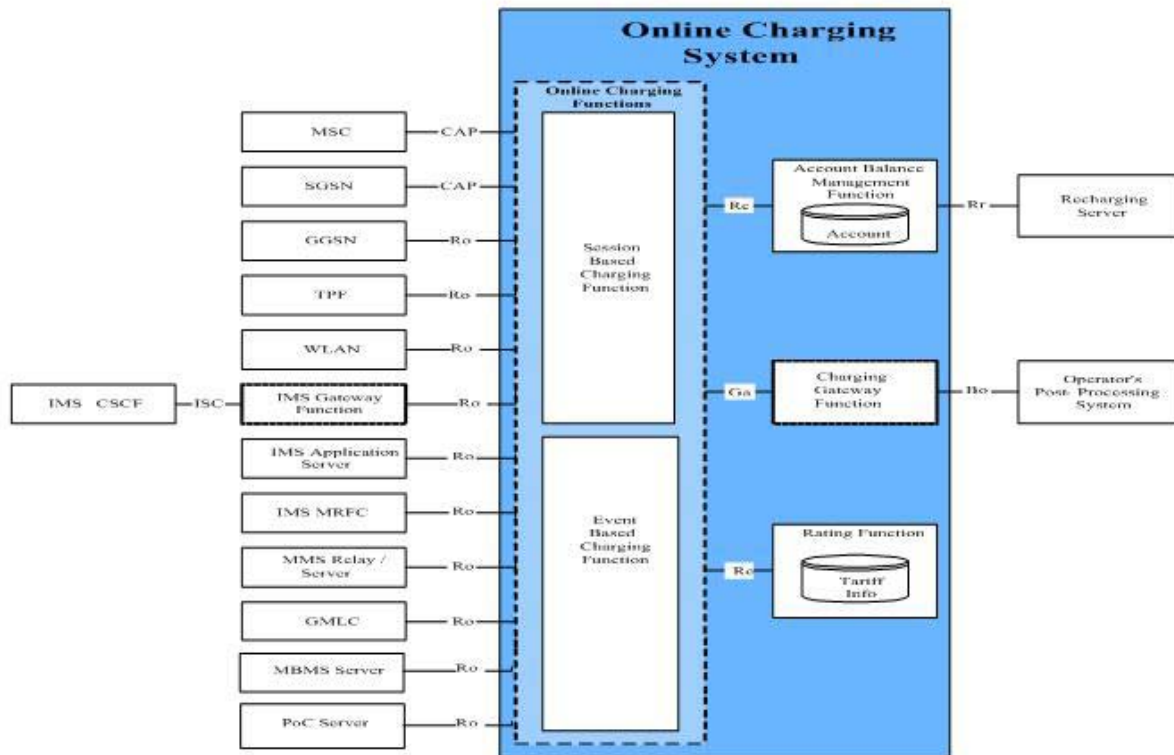 Online Charging
System
Online Charging
Functions
MSC
CAP
SGSN
CAP
GGSN
Ro
TPF
Ro
WLAN
Ro
IMS CSCF
ISC
IMS Gateway
Function
Ro
IMS Application
Server
Ro
IMS MRFC
Ro
MMS Relay /
Server
Ro
GMLC
Ro
MBMS Server
Ro
PoC Server
Ro
Session
Based
Charging
Function
Event
Based
Charging
Function
Rc
Account Balance
Management
Function
Account
Rr
Recharging
Server
Ga
Charging
Gateway
Function
Bo
Operator's
Post- Processing
System
Re
Rating Function
Tariff
Info